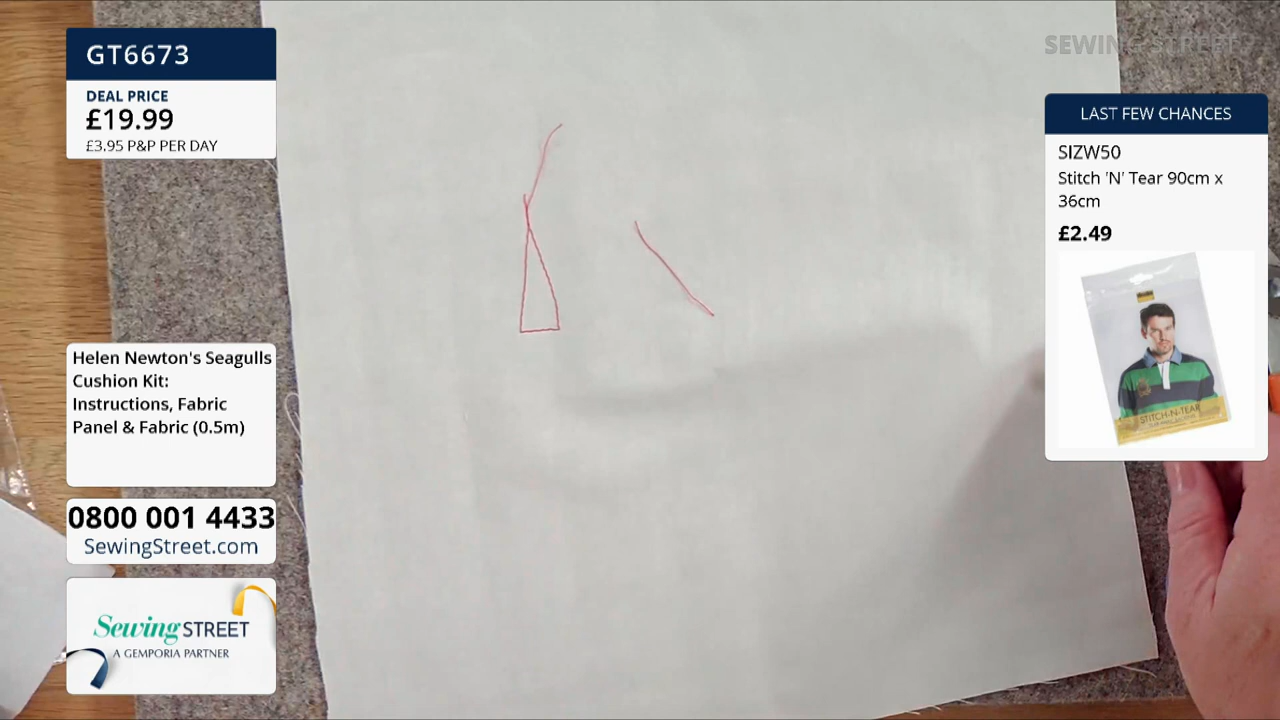 GT6673
DEAL PRICE
£19.99
£3.95 P&P PER DAY
SEWING STREET
LAST FEW CHANCES
SIZW50
Stitch 'N' Tear 90cm x
36cm
£2.49
STITCH-N-TEAR
Helen Newton's Seagulls
Cushion Kit:
Instructions, Fabric
Panel & Fabric (0.5m)
0800 001 4433
SewingStreet.com
Sewing STREET
A GEMPORIA PARTNER